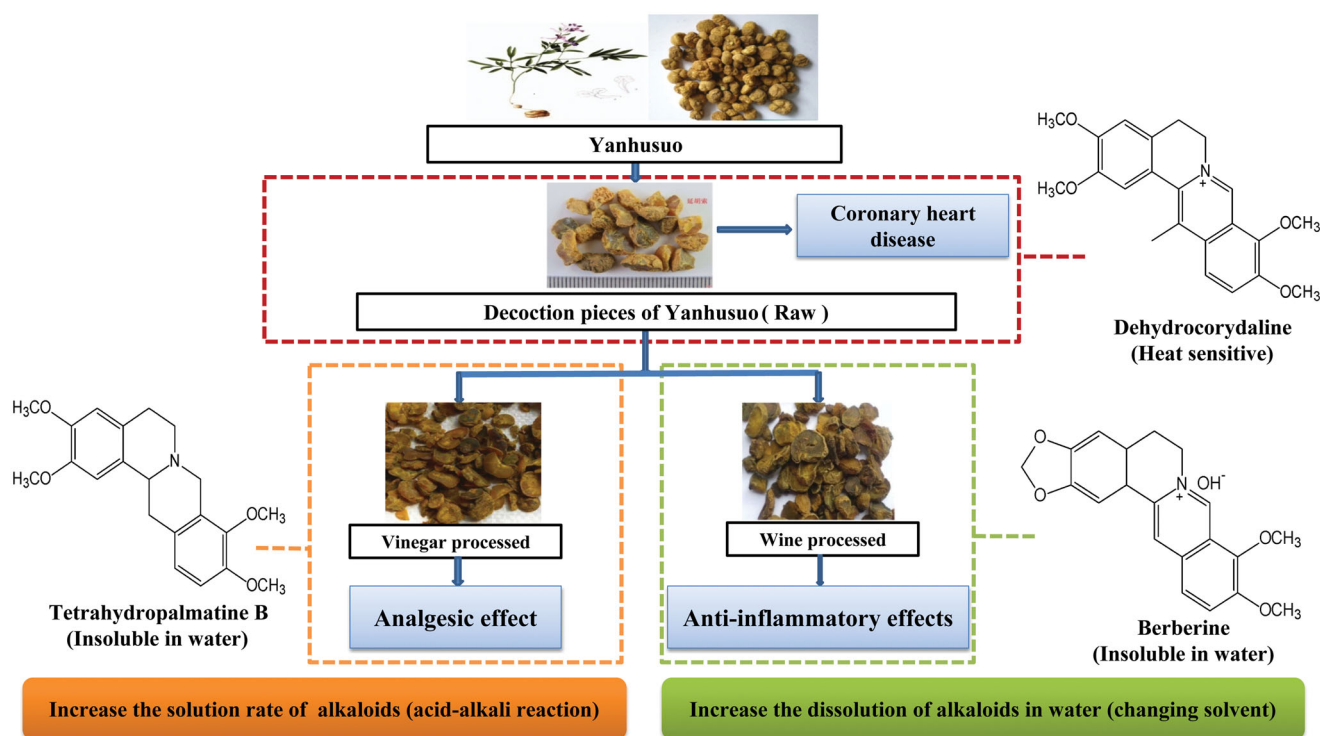 Yanhusuo
延胡索
Coronary heart
disease
Decoction pieces of Yanhusuo ( Raw )
H₃CO
H₃CO
N
+
OCH₃
OCH₃
Dehydrocorydaline
(Heat sensitive)
H₃CO
H₃CO
N
OCH₃
OCH₃
Tetrahydropalmatine B
(Insoluble in water)
Vinegar processed
Analgesic effect
Wine processed
Anti-inflammatory effects
O
O
N
+
OH⁻
OCH₃
OCH₃
Berberine
(Insoluble in water)
Increase the solution rate of alkaloids (acid-alkali reaction)
Increase the dissolution of alkaloids in water (changing solvent)